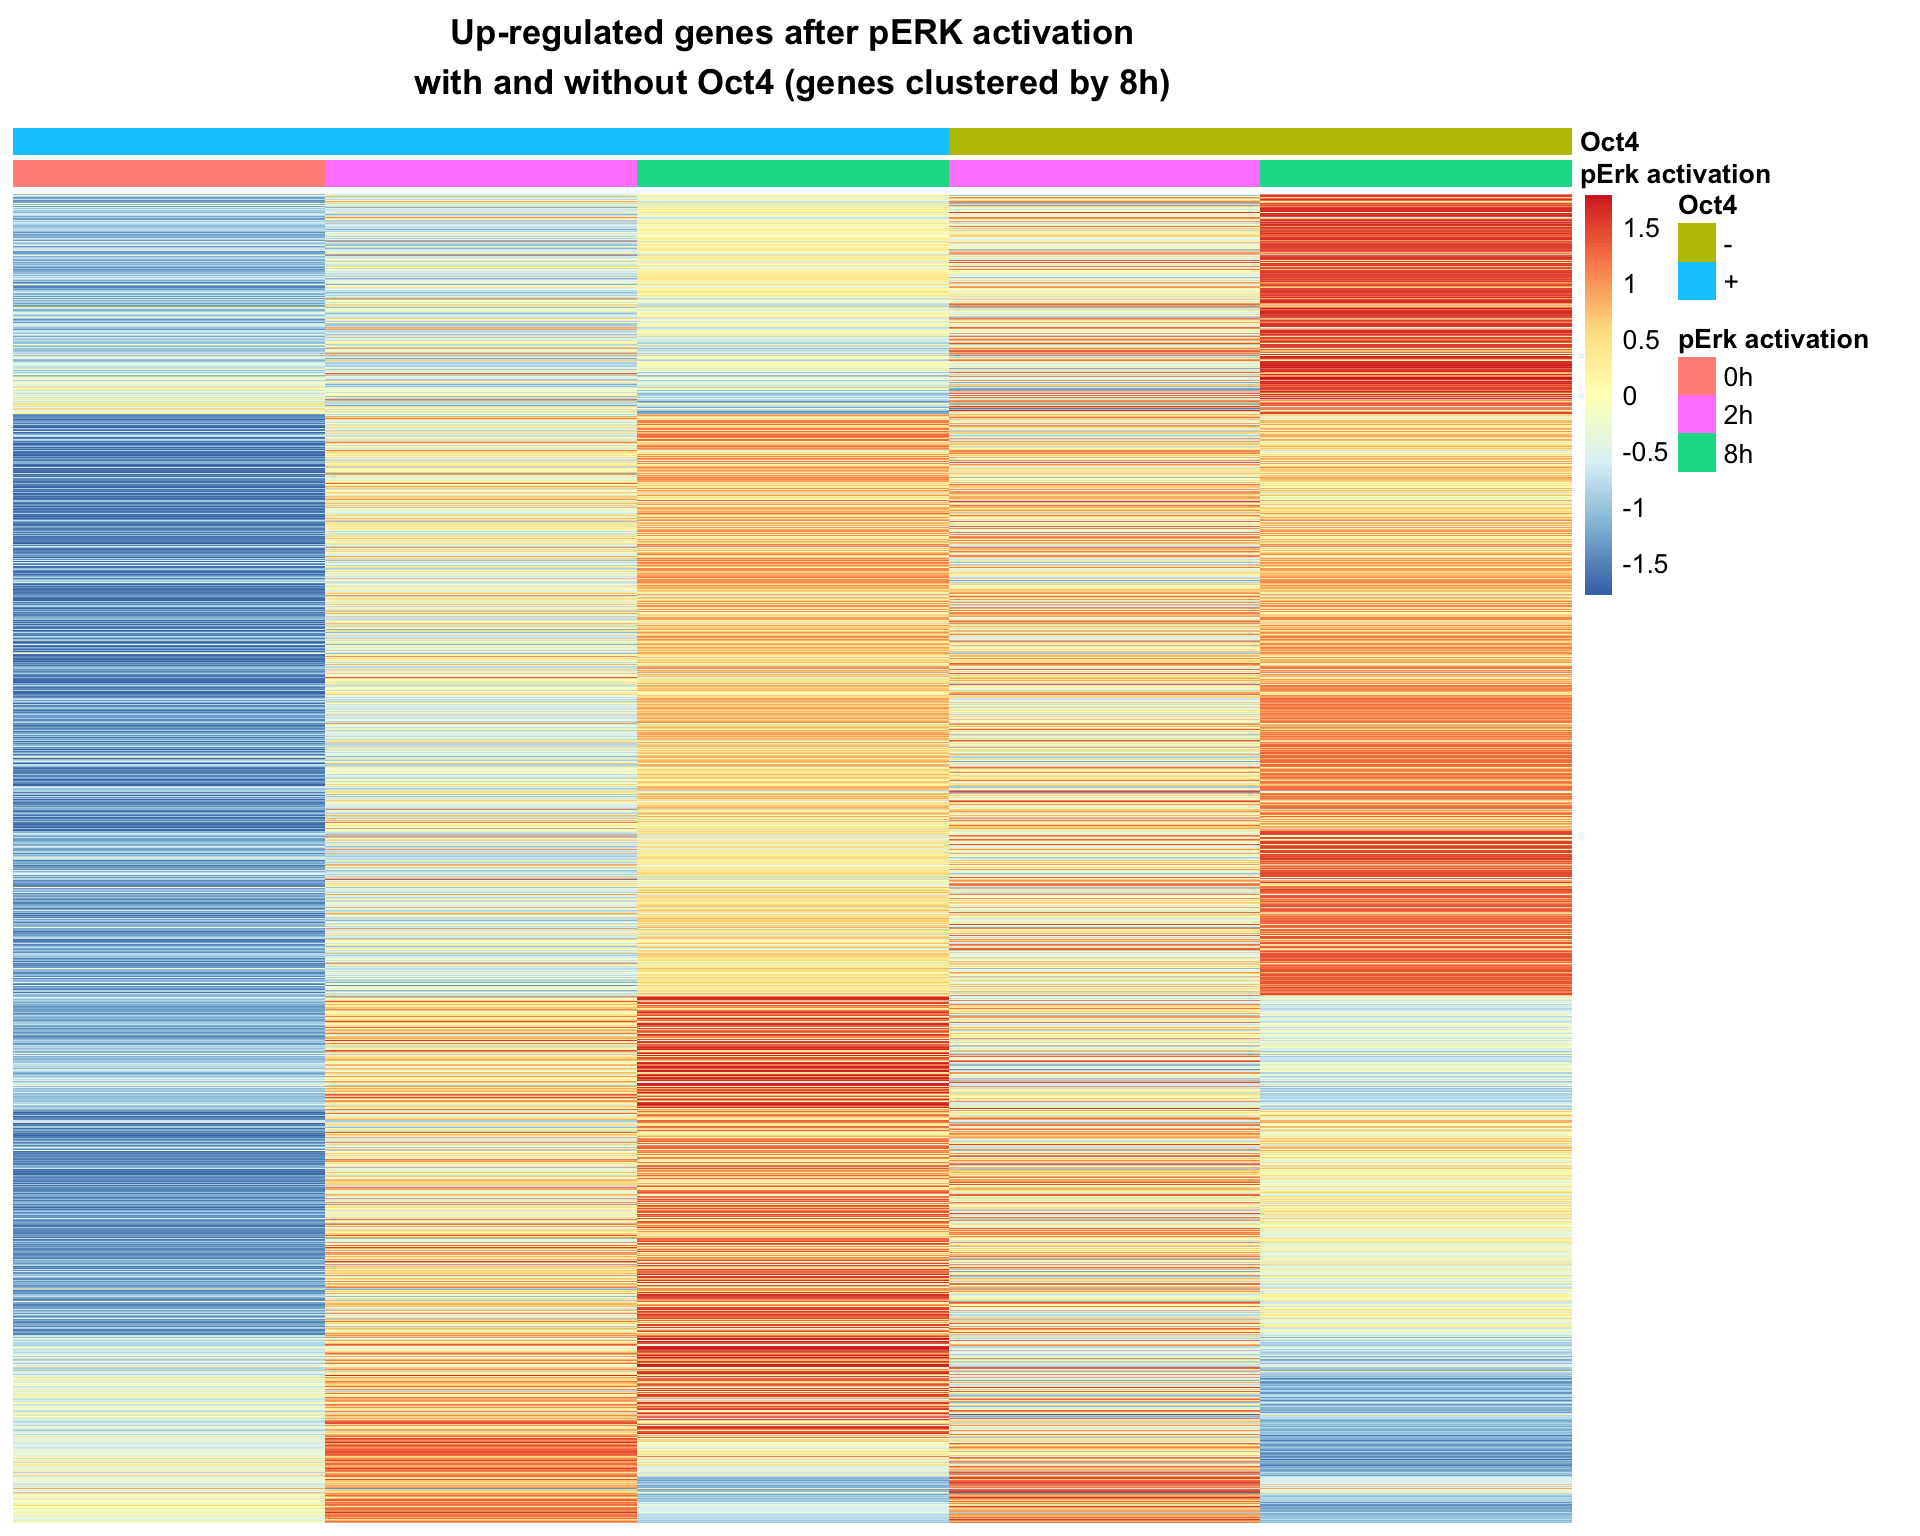 Up-regulated genes after pERK activation
with and without Oct4 (genes clustered by 8h)
Oct4
pErk activation
1.5
1
0.5
0
-0.5
-1
-1.5
Oct4
-
+
pErk activation
0h
2h
8h